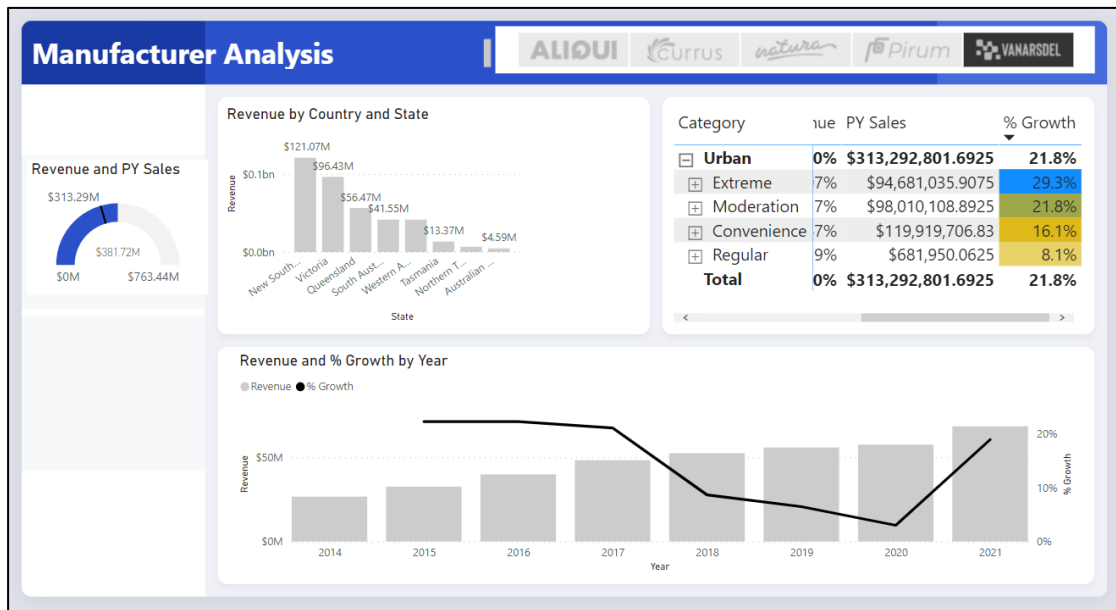 Manufacturer Analysis
ALIQUI
currus
natura
Pirum
VANARSDEL
Revenue and PY Sales
$313.29M
$381.72M
$0M
$763.44M
Revenue by Country and State
Revenue
$0.1bn
$0.0bn
$121.07M
$96.43M
$56.47M
$41.55M
$13.37M
$4.59M
New South...
Victoria
Queensland
South Aust...
Western A...
Tasmania
Northern T...
Australian ...
State
Category nue PY Sales % Growth
Urban 0% $313,292,801.6925 21.8%
Extreme 7% $94,681,035.9075 29.3%
Moderation 7% $98,010,108.8925 21.8%
Convenience 7% $119,919,706.83 16.1%
Regular 9% $681,950.0625 8.1%
Total 0% $313,292,801.6925 21.8%
Revenue and % Growth by Year
Revenue % Growth
Revenue
$50M
$0M
20%
10%
0%
% Growth
2014 2015 2016 2017 2018 2019 2020 2021
Year